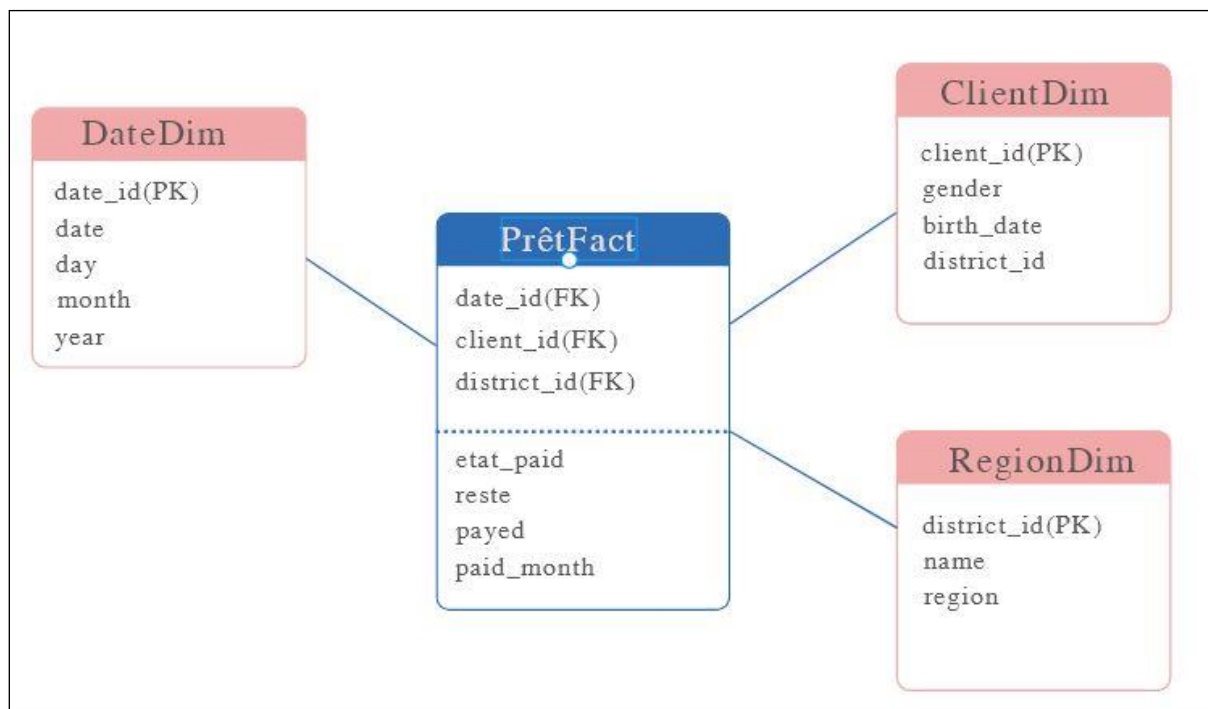 DateDim
date_id(PK)
date
day
month
year
PrêtFact
date_id(FK)
client_id(FK)
district_id(FK)
etat_paid
reste
payed
paid_month
ClientDim
client_id(PK)
gender
birth_date
district_id
RegionDim
district_id(PK)
name
region